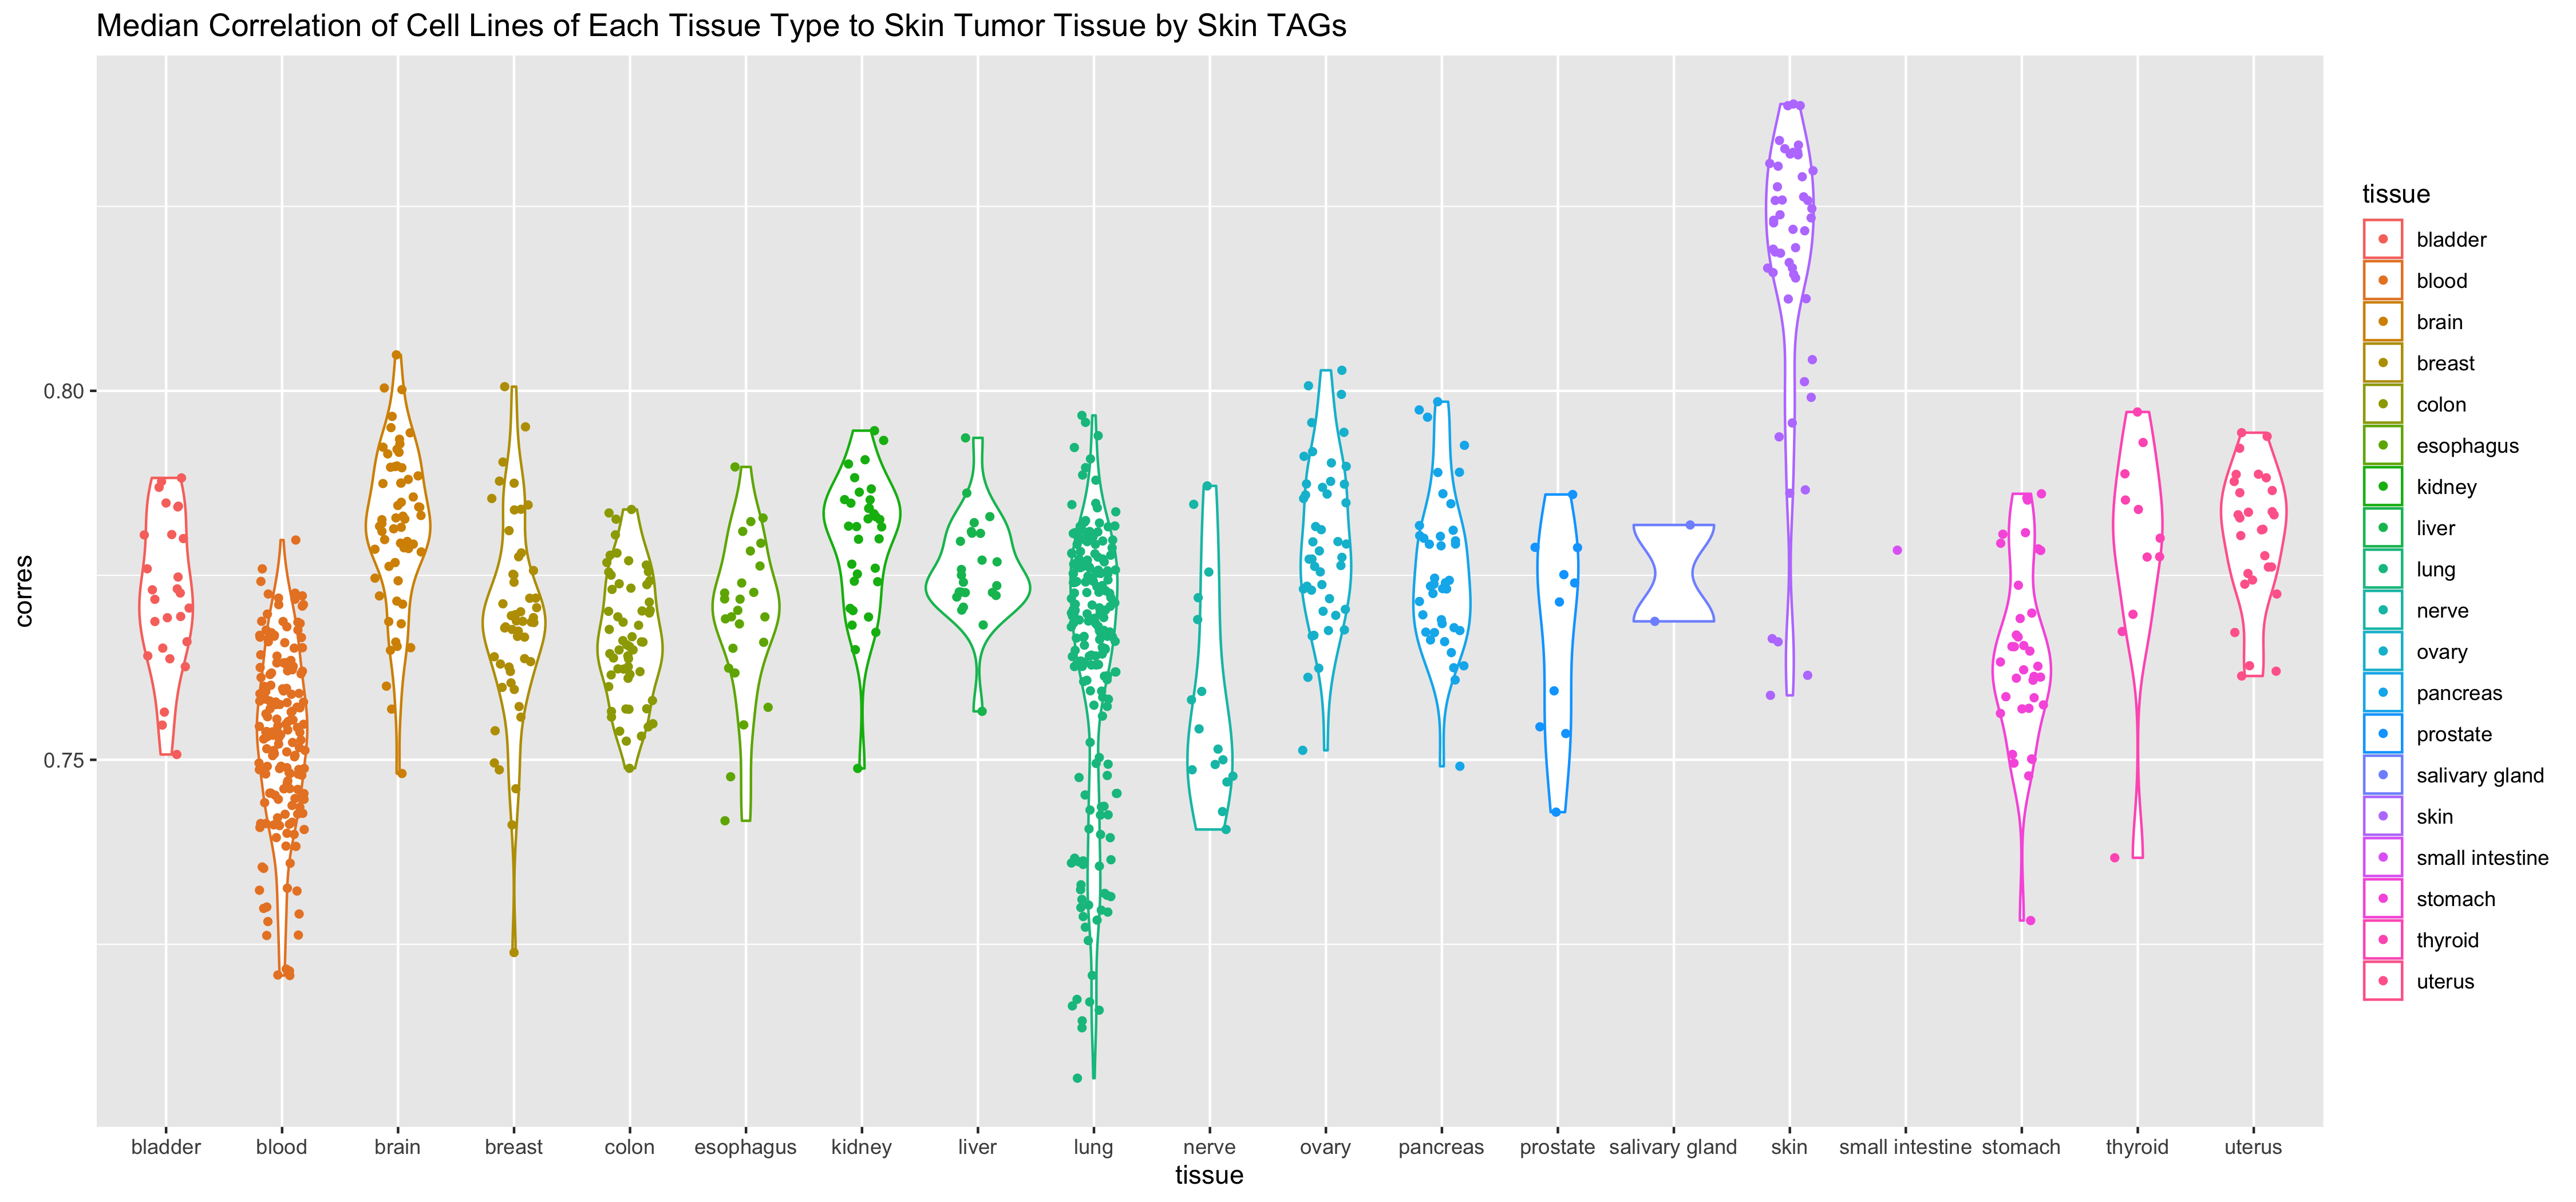 Median Correlation of Cell Lines of Each Tissue Type to Skin Tumor Tissue by Skin TAGs
corres
0.80
0.75
bladder blood brain breast colon esophagus kidney liver lung nerve ovary pancreas prostate salivary gland skin small intestine stomach thyroid uterus
tissue
tissue
bladder
blood
brain
breast
colon
esophagus
kidney
liver
lung
nerve
ovary
pancreas
prostate
salivary gland
skin
small intestine
stomach
thyroid
uterus